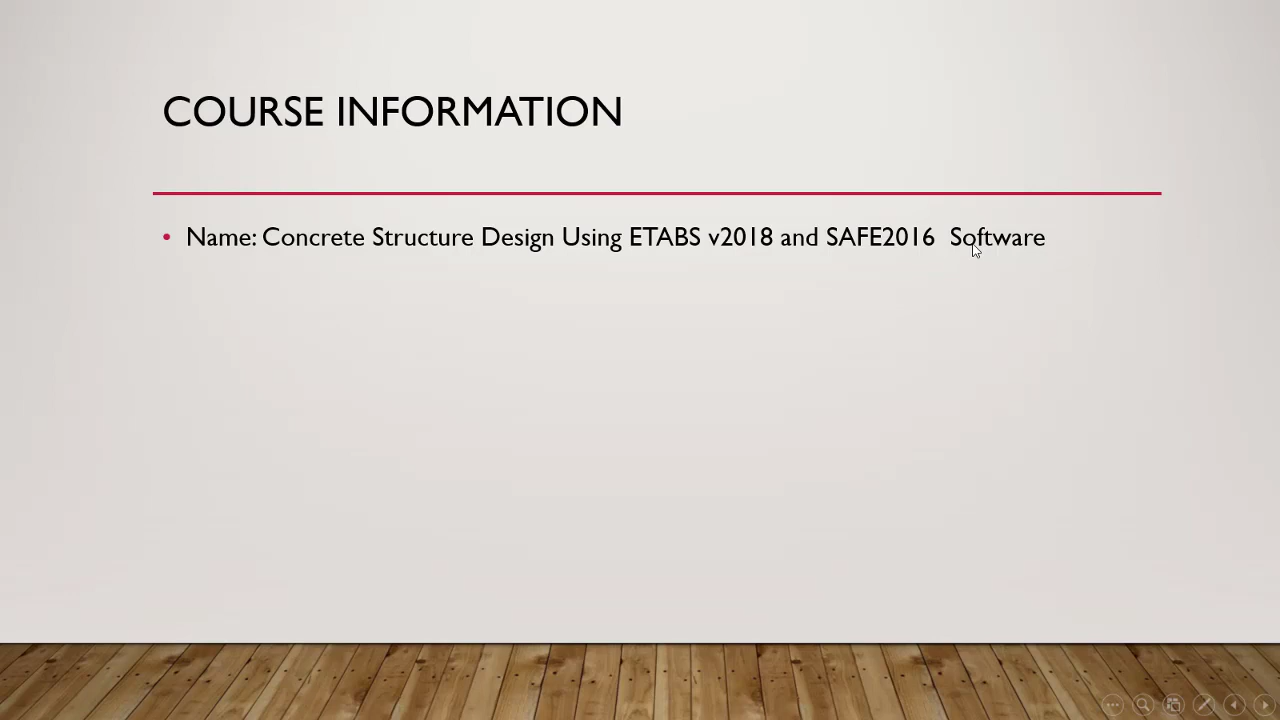 COURSE INFORMATION
• Name: Concrete Structure Design Using ETABS v2018 and SAFE2016  Software